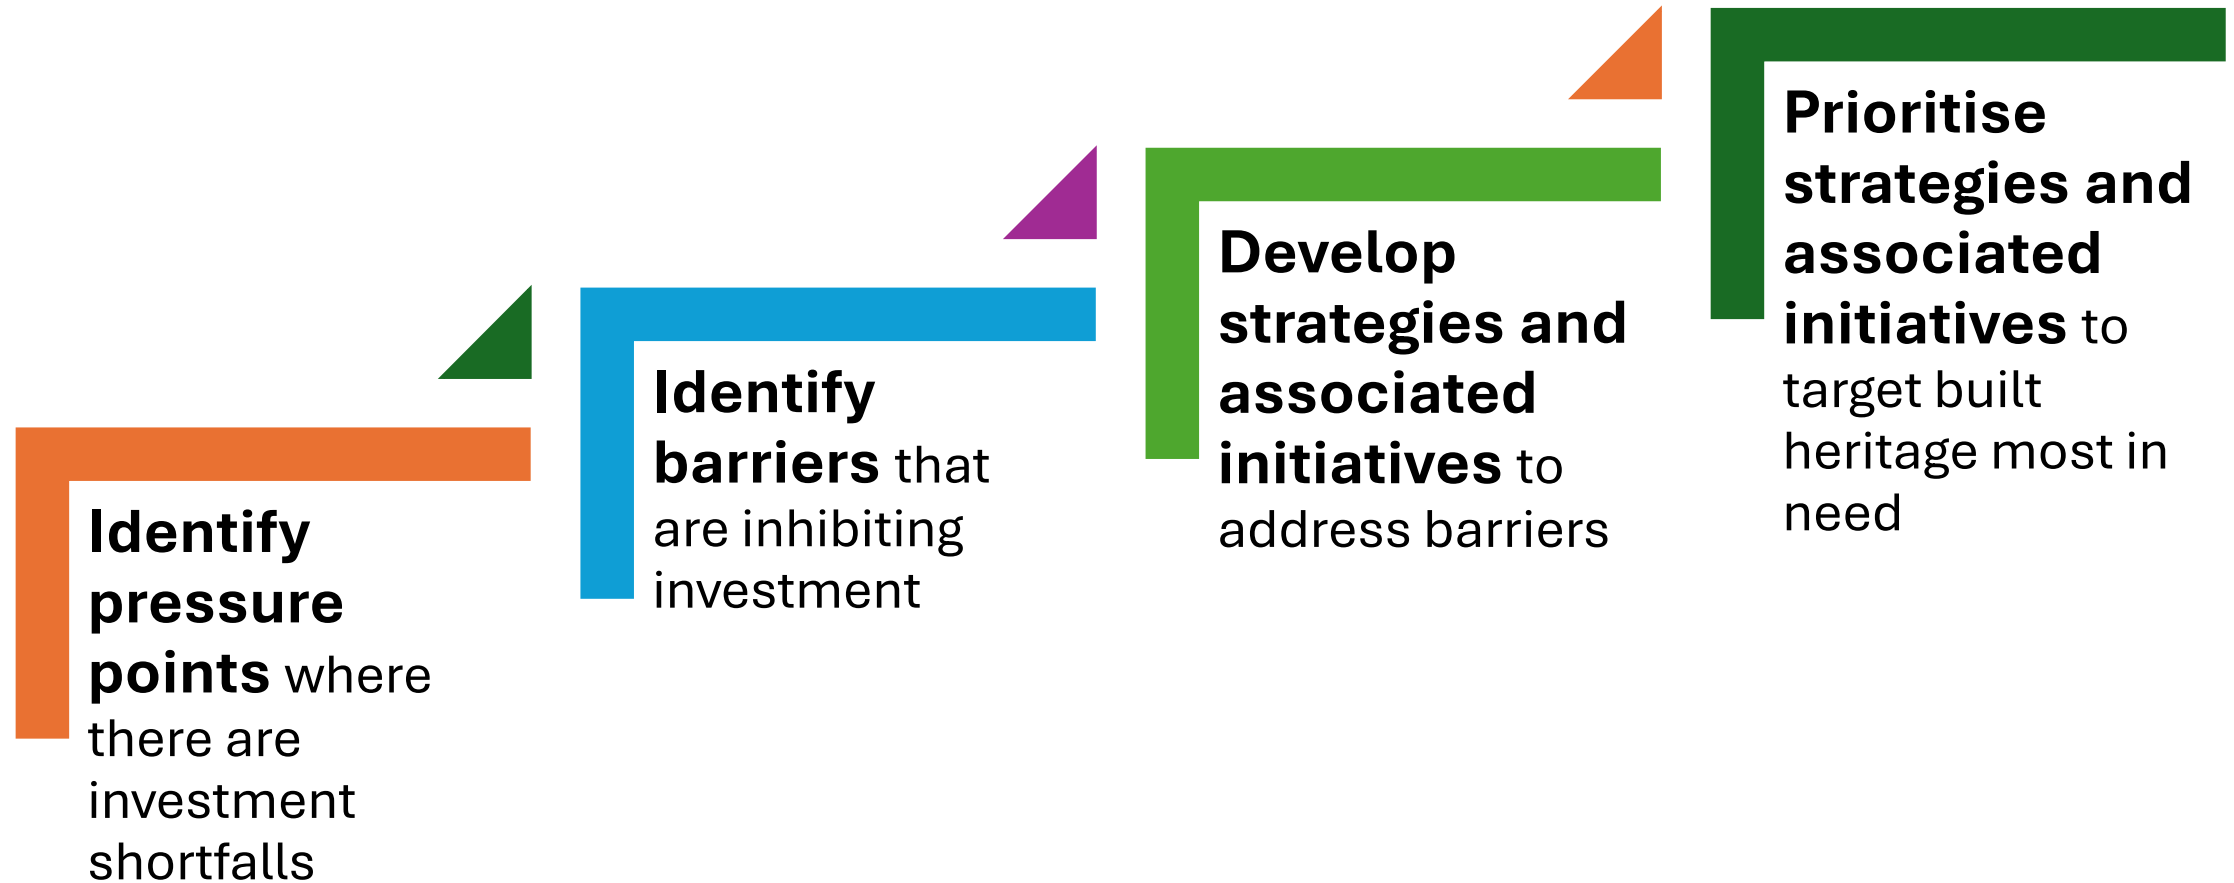 Identify
pressure
points where
there are
investment
shortfalls
Identify
barriers that
are inhibiting
investment
Develop
strategies and
associated
initiatives to
address barriers
Prioritise
strategies and
associated
initiatives to
target built
heritage most in
need